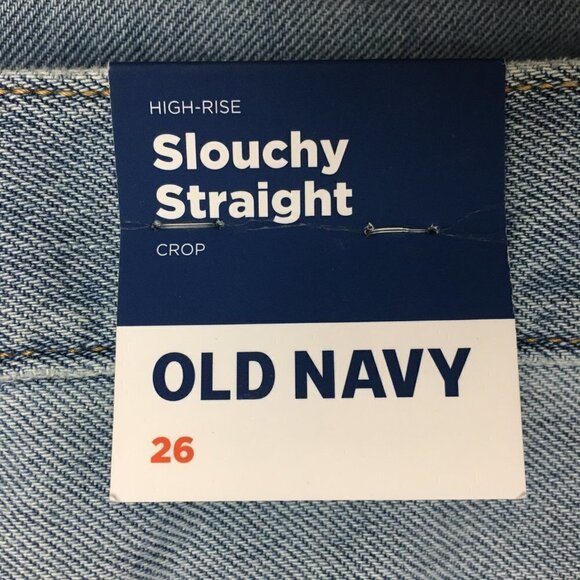 HIGH-RISE
Slouchy
Straight
CROP
OLD NAVY
26